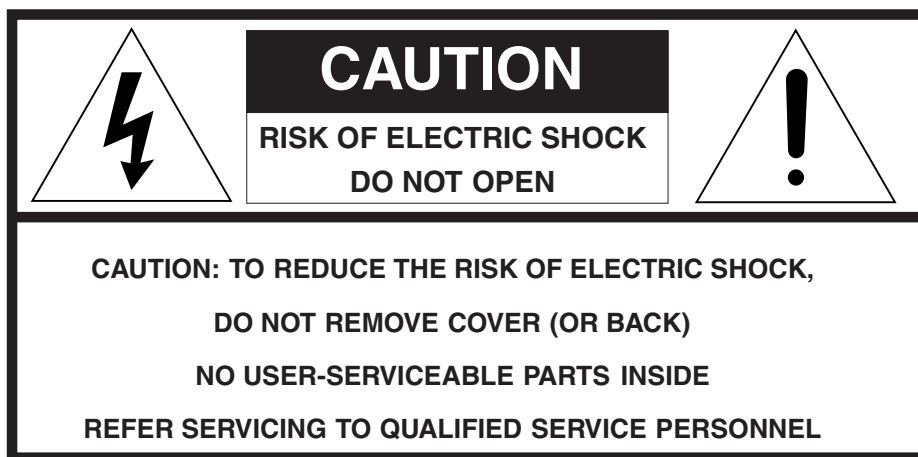 CAUTION
RISK OF ELECTRIC SHOCK
DO NOT OPEN
CAUTION: TO REDUCE THE RISK OF ELECTRIC SHOCK,
DO NOT REMOVE COVER (OR BACK)
NO USER-SERVICEABLE PARTS INSIDE
REFER SERVICING TO QUALIFIED SERVICE PERSONNEL